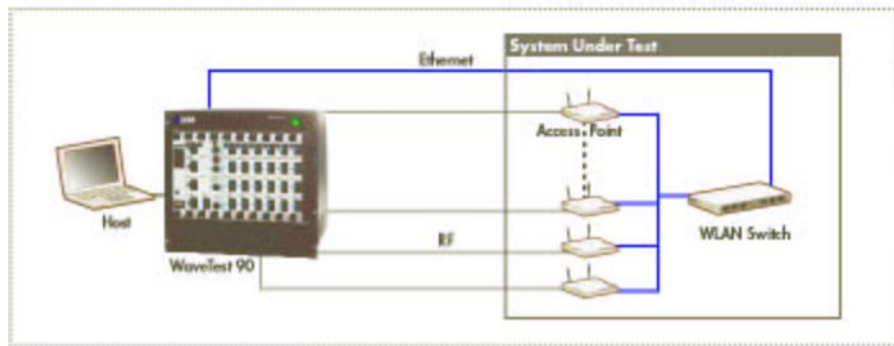 System Under Test
Ethernet
Access Point
Host
RF
WLAN Switch
WaveTest 90